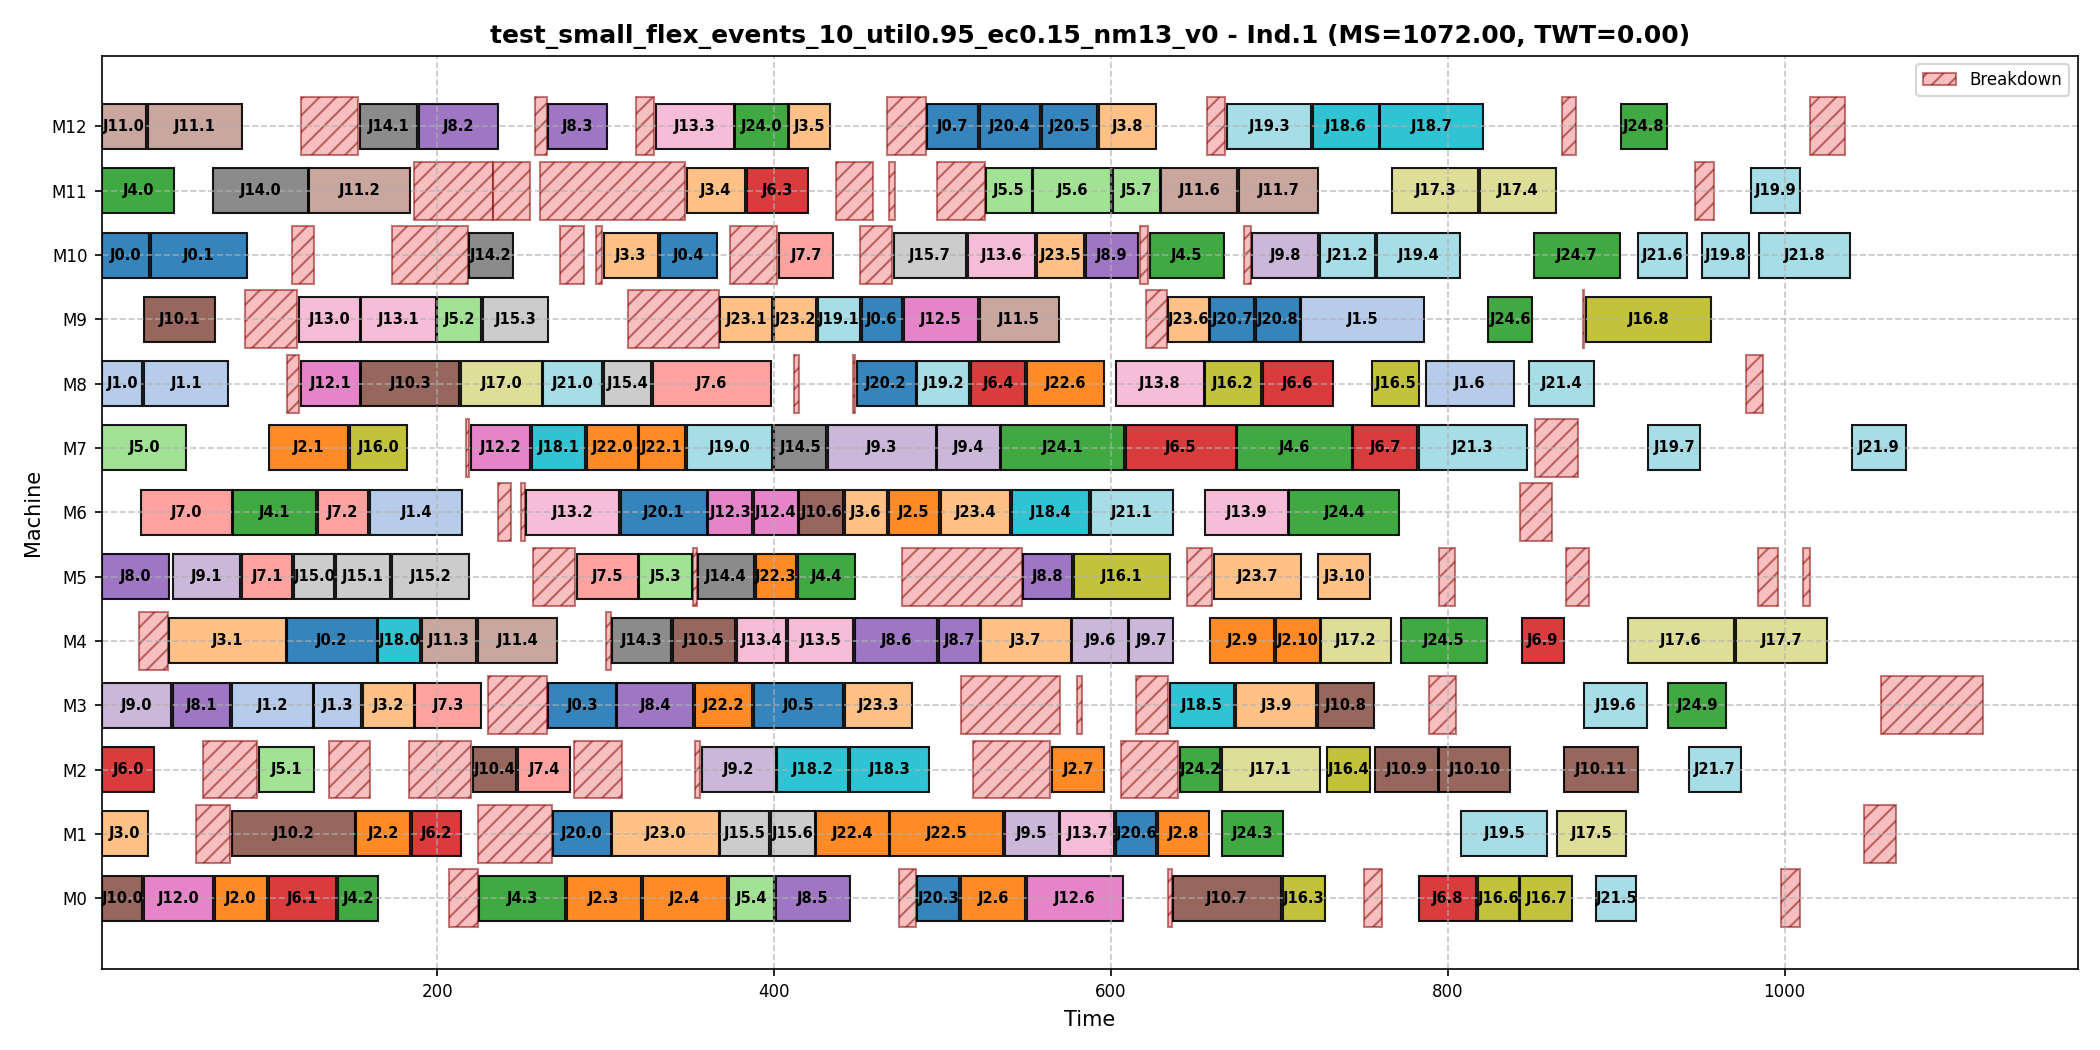 test_small_flex_events_10_util0.95_ec0.15_nm13_v0 - Ind.1 (MS=1072.00, TWT=0.00)
Breakdown
M12 J11.0 J11.1 J14.1 J8.2 J8.3 J13.3 J24.0 J3.5 J0.7 J20.4 J20.5 J3.8 J19.3 J18.6 J18.7 J24.8
M11 J4.0 J14.0 J11.2 J3.4 J6.3 J5.5 J5.6 J5.7 J11.6 J11.7 J17.3 J17.4 J19.9
M10 J0.0 J0.1 J14.2 J3.3 J0.4 J7.7 J15.7 J13.6 J23.5 J8.9 J4.5 J9.8 J21.2 J19.4 J24.7 J21.6 J19.8 J21.8
M9 J10.1 J13.0 J13.1 J5.2 J15.3 J23.1 J23.2 J19.1 J0.6 J12.5 J11.5 J23.6 J20.7 J20.8 J1.5 J24.6 J16.8
M8 J1.0 J1.1 J12.1 J10.3 J17.0 J21.0 J15.4 J7.6 J20.2 J19.2 J6.4 J22.6 J13.8 J16.2 J6.6 J16.5 J1.6 J21.4
M7 J5.0 J2.1 J16.0 J12.2 J18.1 J22.0 J22.1 J19.0 J14.5 J9.3 J9.4 J24.1 J6.5 J4.6 J6.7 J21.3 J19.7 J21.9
M6 J7.0 J4.1 J7.2 J1.4 J13.2 J20.1 J12.3 J12.4 J10.6 J3.6 J2.5 J23.4 J18.4 J21.1 J13.9 J24.4
M5 J8.0 J9.1 J7.1 J15.0 J15.1 J15.2 J7.5 J5.3 J14.4 J22.3 J4.4 J8.8 J16.1 J23.7 J3.10
M4 J3.1 J0.2 J18.0 J11.3 J11.4 J14.3 J10.5 J13.4 J13.5 J8.6 J8.7 J3.7 J9.6 J9.7 J2.9 J2.10 J17.2 J24.5 J6.9 J17.6 J17.7
M3 J9.0 J8.1 J1.2 J1.3 J3.2 J7.3 J0.3 J8.4 J22.2 J0.5 J23.3 J18.5 J3.9 J10.8 J19.6 J24.9
M2 J6.0 J5.1 J10.4 J7.4 J9.2 J18.2 J18.3 J2.7 J24.2 J17.1 J16.4 J10.9 J10.10 J10.11 J21.7
M1 J3.0 J10.2 J2.2 J6.2 J20.0 J23.0 J15.5 J15.6 J22.4 J22.5 J9.5 J13.7 J20.6 J2.8 J24.3 J19.5 J17.5
M0 J10.0 J12.0 J2.0 J6.1 J4.2 J4.3 J2.3 J2.4 J5.4 J8.5 J20.3 J2.6 J12.6 J10.7 J16.3 J6.8 J16.6 J16.7 J21.5
200 400 600 800 1000
Time
Machine